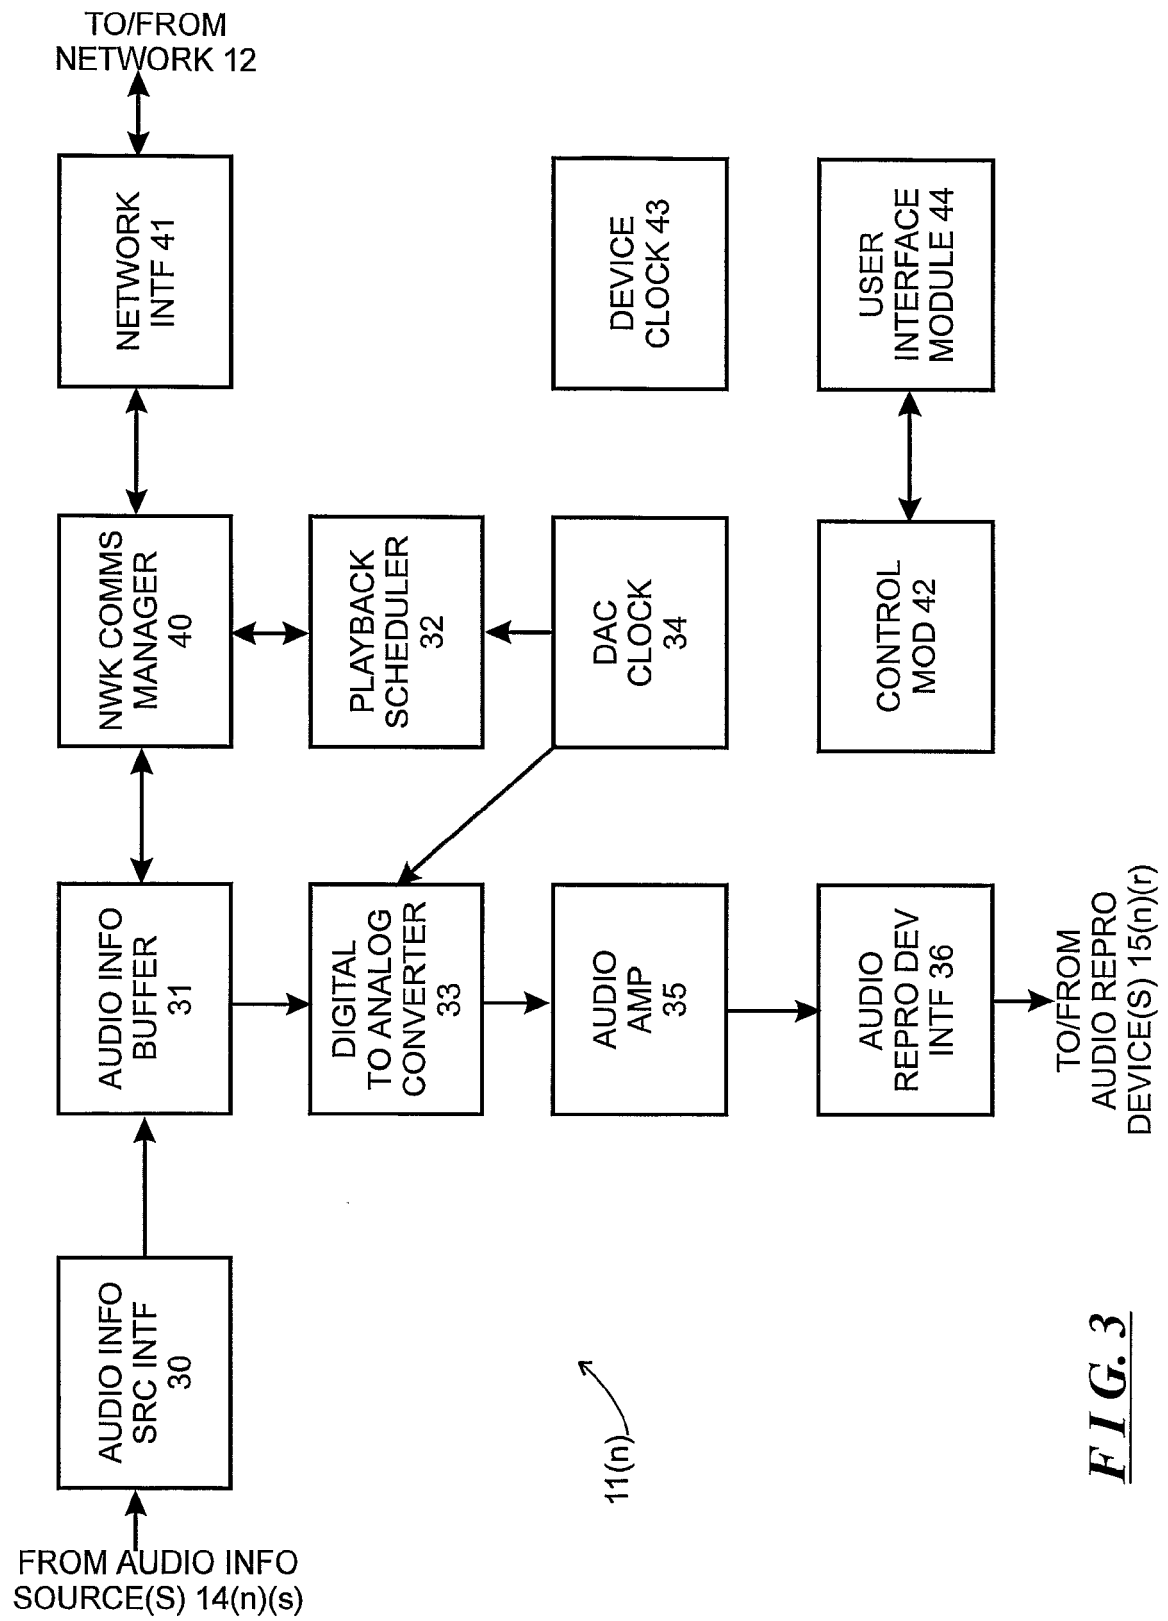 TO/FROM
NETWORK 12
NETWORK
INTF 41
DEVICE
CLOCK 43
USER
INTERFACE
MODULE 44
NWK COMMS
MANAGER
40
PLAYBACK
SCHEDULER
32
DAC
CLOCK
34
CONTROL
MOD 42
AUDIO INFO
BUFFER
31
DIGITAL
TO ANALOG
CONVERTER
33
AUDIO
AMP
35
AUDIO
REPRO DEV
INTF 36
TO/FROM
AUDIO REPRO
DEVICE(S) 15(n)(r)
AUDIO INFO
SRC INTF
30
FROM AUDIO INFO
SOURCE(S) 14(n)(s)
11(n)
FIG. 3